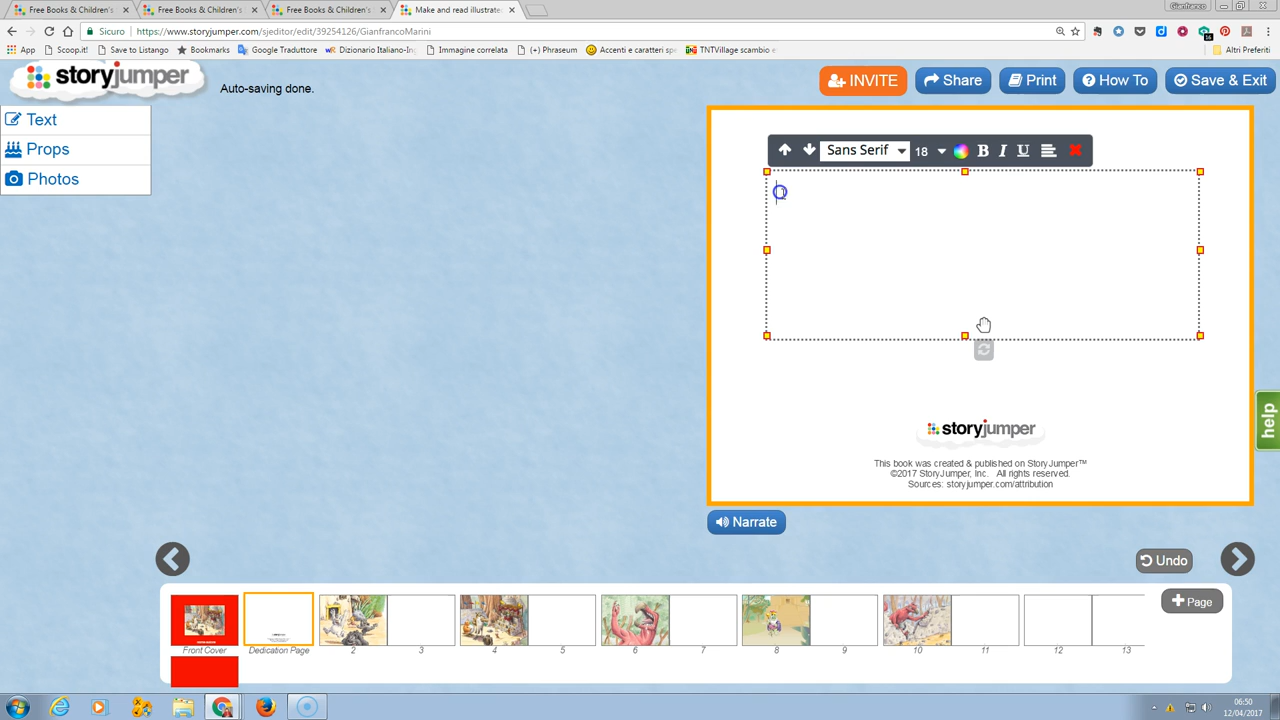 Free Books & Children's
Free Books & Children's
Free Books & Children's
Make and read illustrate
Gianfranco
Sicuro
https://www.storyjumper.com/sjeditor/edit/39254126/GianfrancoMarini
App
Scoop.it!
Save to Listango
Bookmarks
Google Traduttore
Dizionario Italiano-Ing
Immagine correlata
(+) Phraseum
Accenti e caratteri spe
TNTVillage scambio e
Altri Preferiti
storyjumper
Auto-saving done.
INVITE
Share
Print
How To
Save & Exit
Text
Props
Photos
Sans Serif
18
B
I
U
storyjumper
This book was created & published on StoryJumper™
©2017 StoryJumper, Inc. All rights reserved.
Sources: storyjumper.com/attribution
help
Narrate
Undo
Page
Front Cover
Dedication Page
2
3
4
5
6
7
8
9
10
11
12
13
06:50
12/04/2017